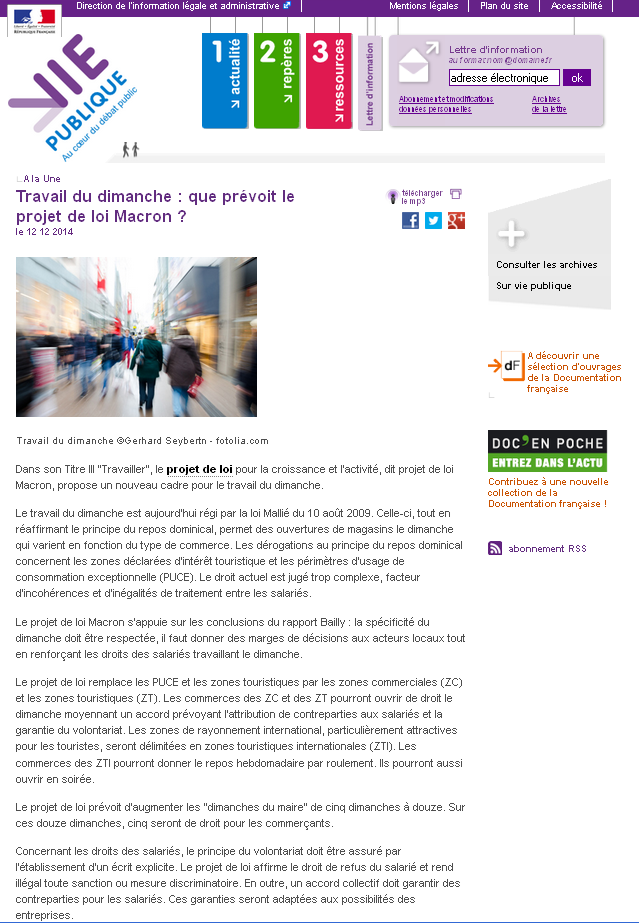 Direction de l'information légale et administrative
Mentions légales
Plan du site
Accessibilité
RÉPUBLIQUE FRANÇAISE
VIE
PUBLIQUE
Au cœur du débat public
1 actualité
2 repères
3 ressources
Lettre d'information
Lettre d'information
au format nom@domaine.fr
adresse électronique
ok
Abonnement et modifications
données personnelles
Archives
de la lettre
A la Une
Travail du dimanche : que prévoit le
projet de loi Macron ?
le 12 12 2014
télécharger
le mp3
Consulter les archives
Sur vie publique
dF
A découvrir une
sélection d'ouvrages
de la Documentation
française
DOC' EN POCHE
ENTREZ DANS L'ACTU
Contribuez à une nouvelle
collection de la
Documentation française !
abonnement RSS
Travail du dimanche ©Gerhard Seybertn - fotolia.com
Dans son Titre III "Travailler", le projet de loi pour la croissance et l'activité, dit projet de loi
Macron, propose un nouveau cadre pour le travail du dimanche.
Le travail du dimanche est aujourd'hui régi par la loi Mallié du 10 août 2009. Celle-ci, tout en
réaffirmant le principe du repos dominical, permet des ouvertures de magasins le dimanche
qui varient en fonction du type de commerce. Les dérogations au principe du repos dominical
concernent les zones déclarées d'intérêt touristique et les périmètres d'usage de
consommation exceptionnelle (PUCE). Le droit actuel est jugé trop complexe, facteur
d'incohérences et d'inégalités de traitement entre les salariés.
Le projet de loi Macron s'appuie sur les conclusions du rapport Bailly : la spécificité du
dimanche doit être respectée, il faut donner des marges de décisions aux acteurs locaux tout
en renforçant les droits des salariés travaillant le dimanche.
Le projet de loi remplace les PUCE et les zones touristiques par les zones commerciales (ZC)
et les zones touristiques (ZT). Les commerces des ZC et des ZT pourront ouvrir de droit le
dimanche moyennant un accord prévoyant l'attribution de contreparties aux salariés et la
garantie du volontariat. Les zones de rayonnement international, particulièrement attractives
pour les touristes, seront délimitées en zones touristiques internationales (ZTI). Les
commerces des ZTI pourront donner le repos hebdomadaire par roulement. Ils pourront aussi
ouvrir en soirée.
Le projet de loi prévoit d'augmenter les "dimanches du maire" de cinq dimanches à douze. Sur
ces douze dimanches, cinq seront de droit pour les commerçants.
Concernant les droits des salariés, le principe du volontariat doit être assuré par
l'établissement d'un écrit explicite. Le projet de loi affirme le droit de refus du salarié et rend
illégal toute sanction ou mesure discriminatoire. En outre, un accord collectif doit garantir des
contreparties pour les salariés. Ces garanties seront adaptées aux possibilités des
entreprises.